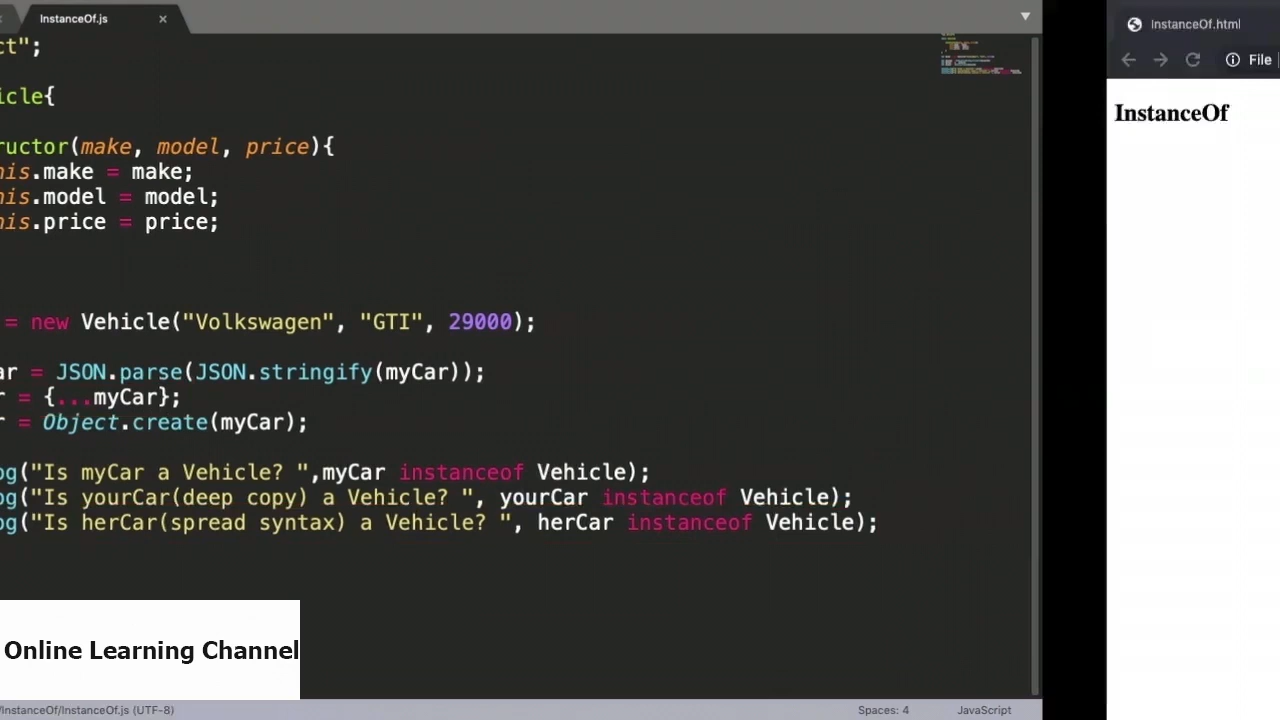 InstanceOf.js
InstanceOf.html
File
ct";
icle{
ructor(make, model, price){
his.make = make;
his.model = model;
his.price = price;
= new Vehicle("Volkswagen", "GTI", 29000);
ar = JSON.parse(JSON.stringify(myCar));
r = {...myCar};
r = Object.create(myCar);
og("Is myCar a Vehicle? ",myCar instanceof Vehicle);
og("Is yourCar(deep copy) a Vehicle? ", yourCar instanceof Vehicle);
og("Is herCar(spread syntax) a Vehicle? ", herCar instanceof Vehicle);
InstanceOf
Online Learning Channel
/InstanceOf/InstanceOf.js (UTF-8)
Spaces: 4
JavaScript